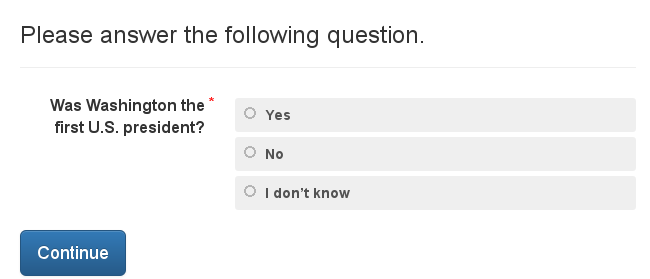 Please answer the following question.
Was Washington the *
first U.S. president?
Yes
No
I don't know
Continue